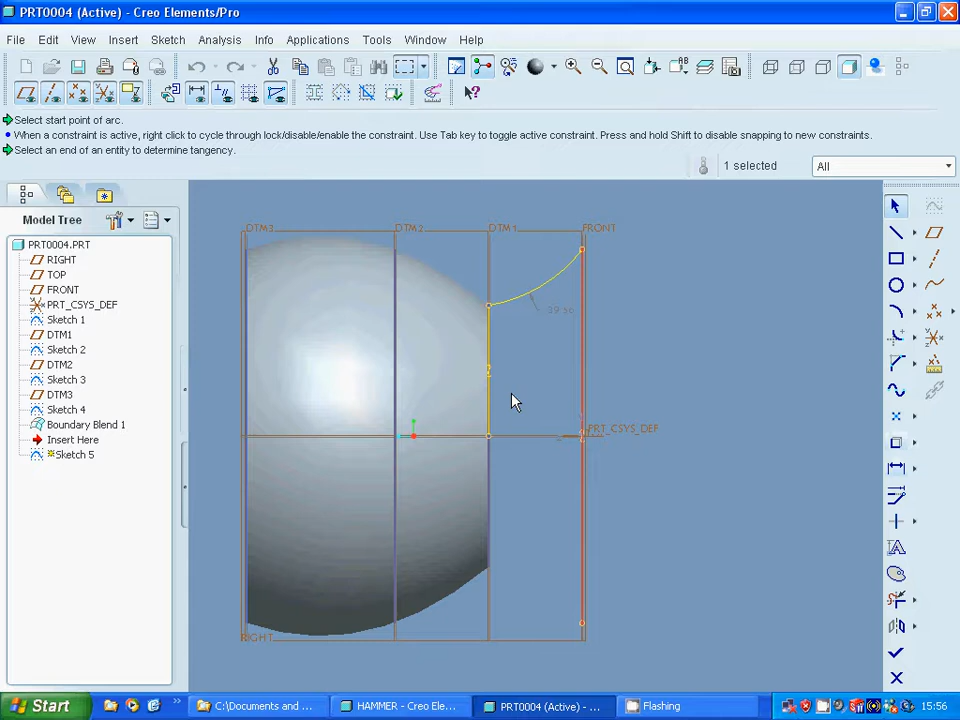 PRT0004 (Active) - Creo Elements/Pro
File Edit View Insert Sketch Analysis Info Applications Tools Window Help
Select start point of arc.
When a constraint is active, right click to cycle through lock/disable/enable the constraint. Use Tab key to toggle active constraint. Press and hold Shift to disable snapping to new constraints.
Select an end of an entity to determine tangency.
1 selected
All
Model Tree
PRT0004.PRT
RIGHT
TOP
FRONT
PRT_CSYS_DEF
Sketch 1
DTM1
Sketch 2
DTM2
Sketch 3
DTM3
Sketch 4
Boundary Blend 1
Insert Here
Sketch 5
DTM3 DTM2 DTM1 FRONT
PRT_CSYS_DEF
RIGHT
Start
C:\Documents and ...
HAMMER - Creo Ele...
PRT0004 (Active) - ...
Flashing
15:56